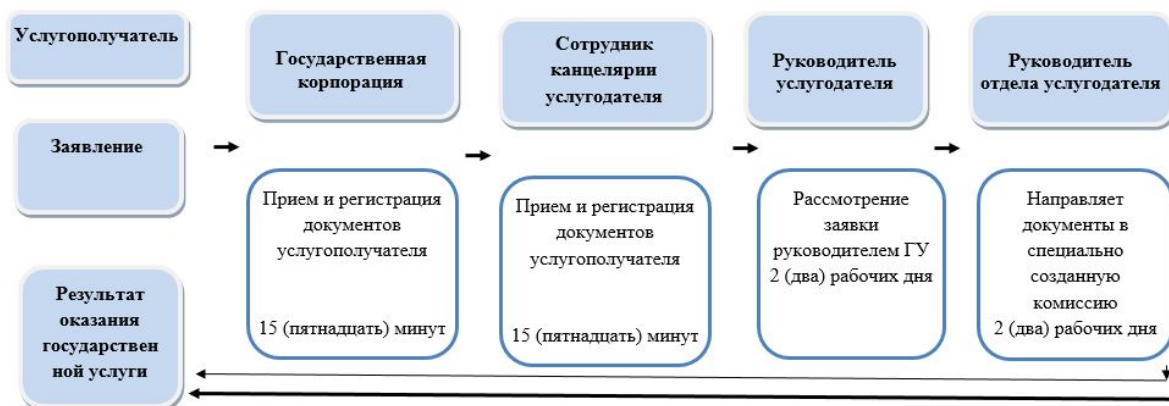 Услугополучатель
Государственная
корпорация
Сотрудник
канцелярии
услугодателя
Руководитель
услугодателя
Руководитель
отдела услугодателя
Заявление
Прием и регистрация
документов
услугополучателя
15 (пятнадцать) минут
Прием и регистрация
документов
услугополучателя
15 (пятнадцать) минут
Рассмотрение
заявки
руководителем ГУ
2 (два) рабочих дня
Направляет
документы в
специально
созданную
комиссию
2 (два) рабочих дня
Результат
оказания
государствен
ной услуги